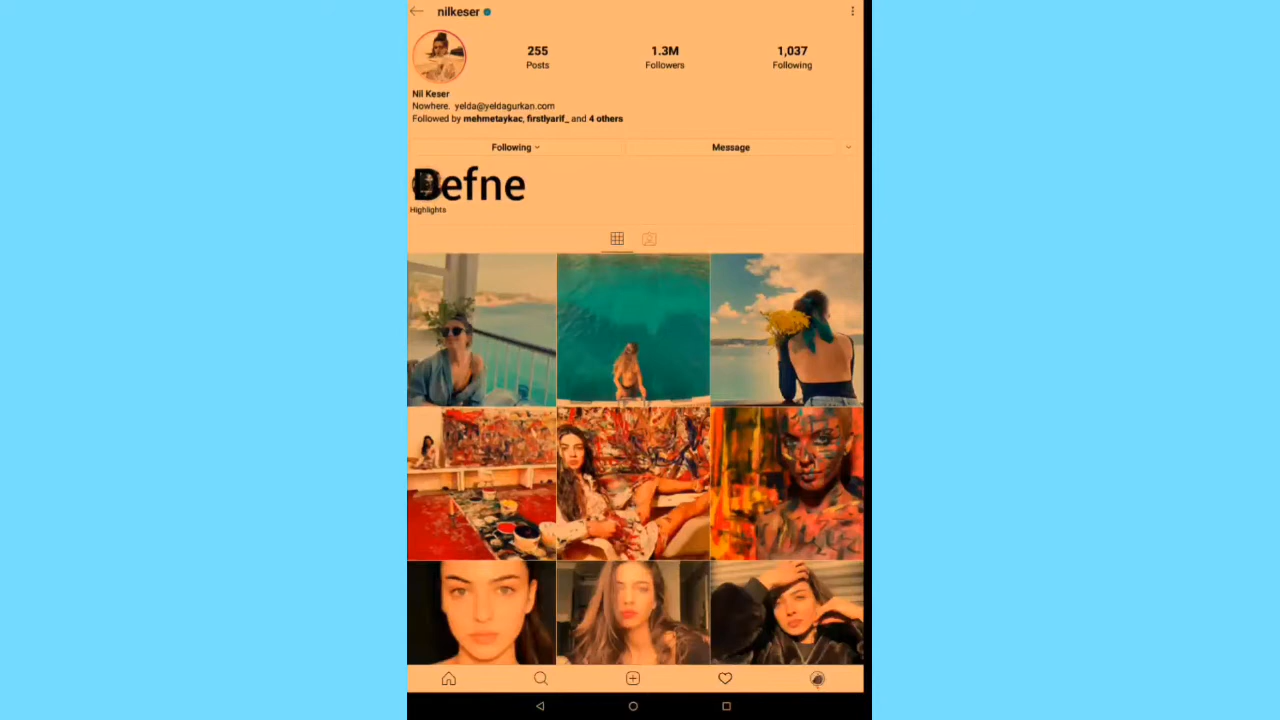 nilkeser
255 1.3M 1,037
Posts Followers Following
Nil Keser
Nowhere. yelda@yeldagurkan.com
Followed by mehmetaykac, firstlyarif_ and 4 others
Following Message
Defne
Highlights